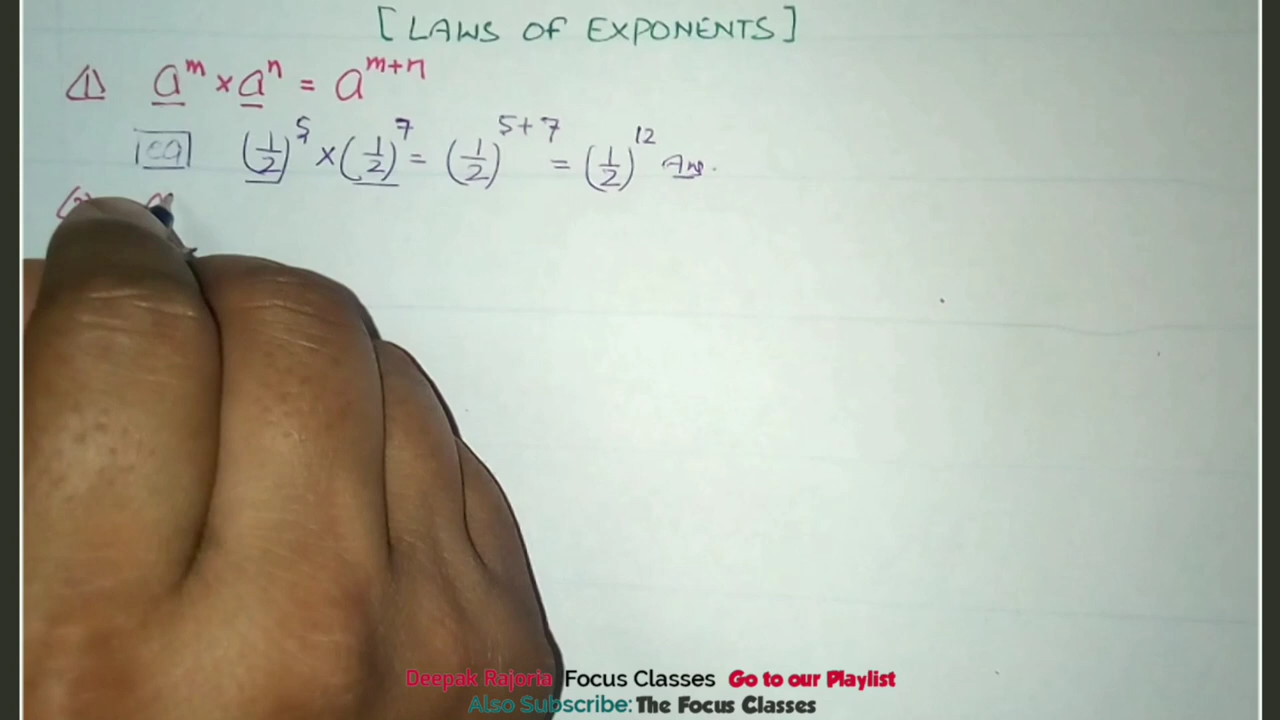 [LAWS OF EXPONENTS]
(1) a^m × a^n = a^(m+n)
eg (1/2)^5 × (1/2)^7 = (1/2)^(5+7) = (1/2)^12 Ans.
Deepak Rajoria Focus Classes Go to our Playlist
Also Subscribe: The Focus Classes